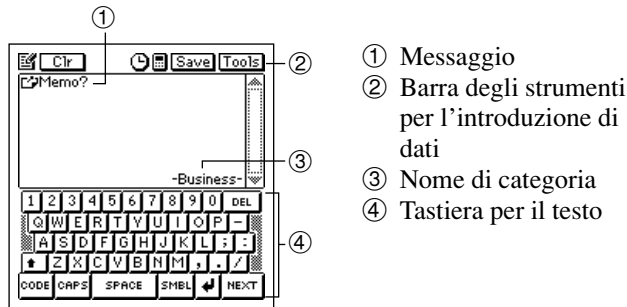 ①
Clr Save Tools
②
Memo?
③
-Business-
1 2 3 4 5 6 7 8 9 0 DEL
Q W E R T Y U I O P -
A S D F G H J K L ; :
④
Z X C V B N M , . /
CODE CAPS SPACE SMBL NEXT
① Messaggio
② Barra degli strumenti
per l'introduzione di
dati
③ Nome di categoria
④ Tastiera per il testo